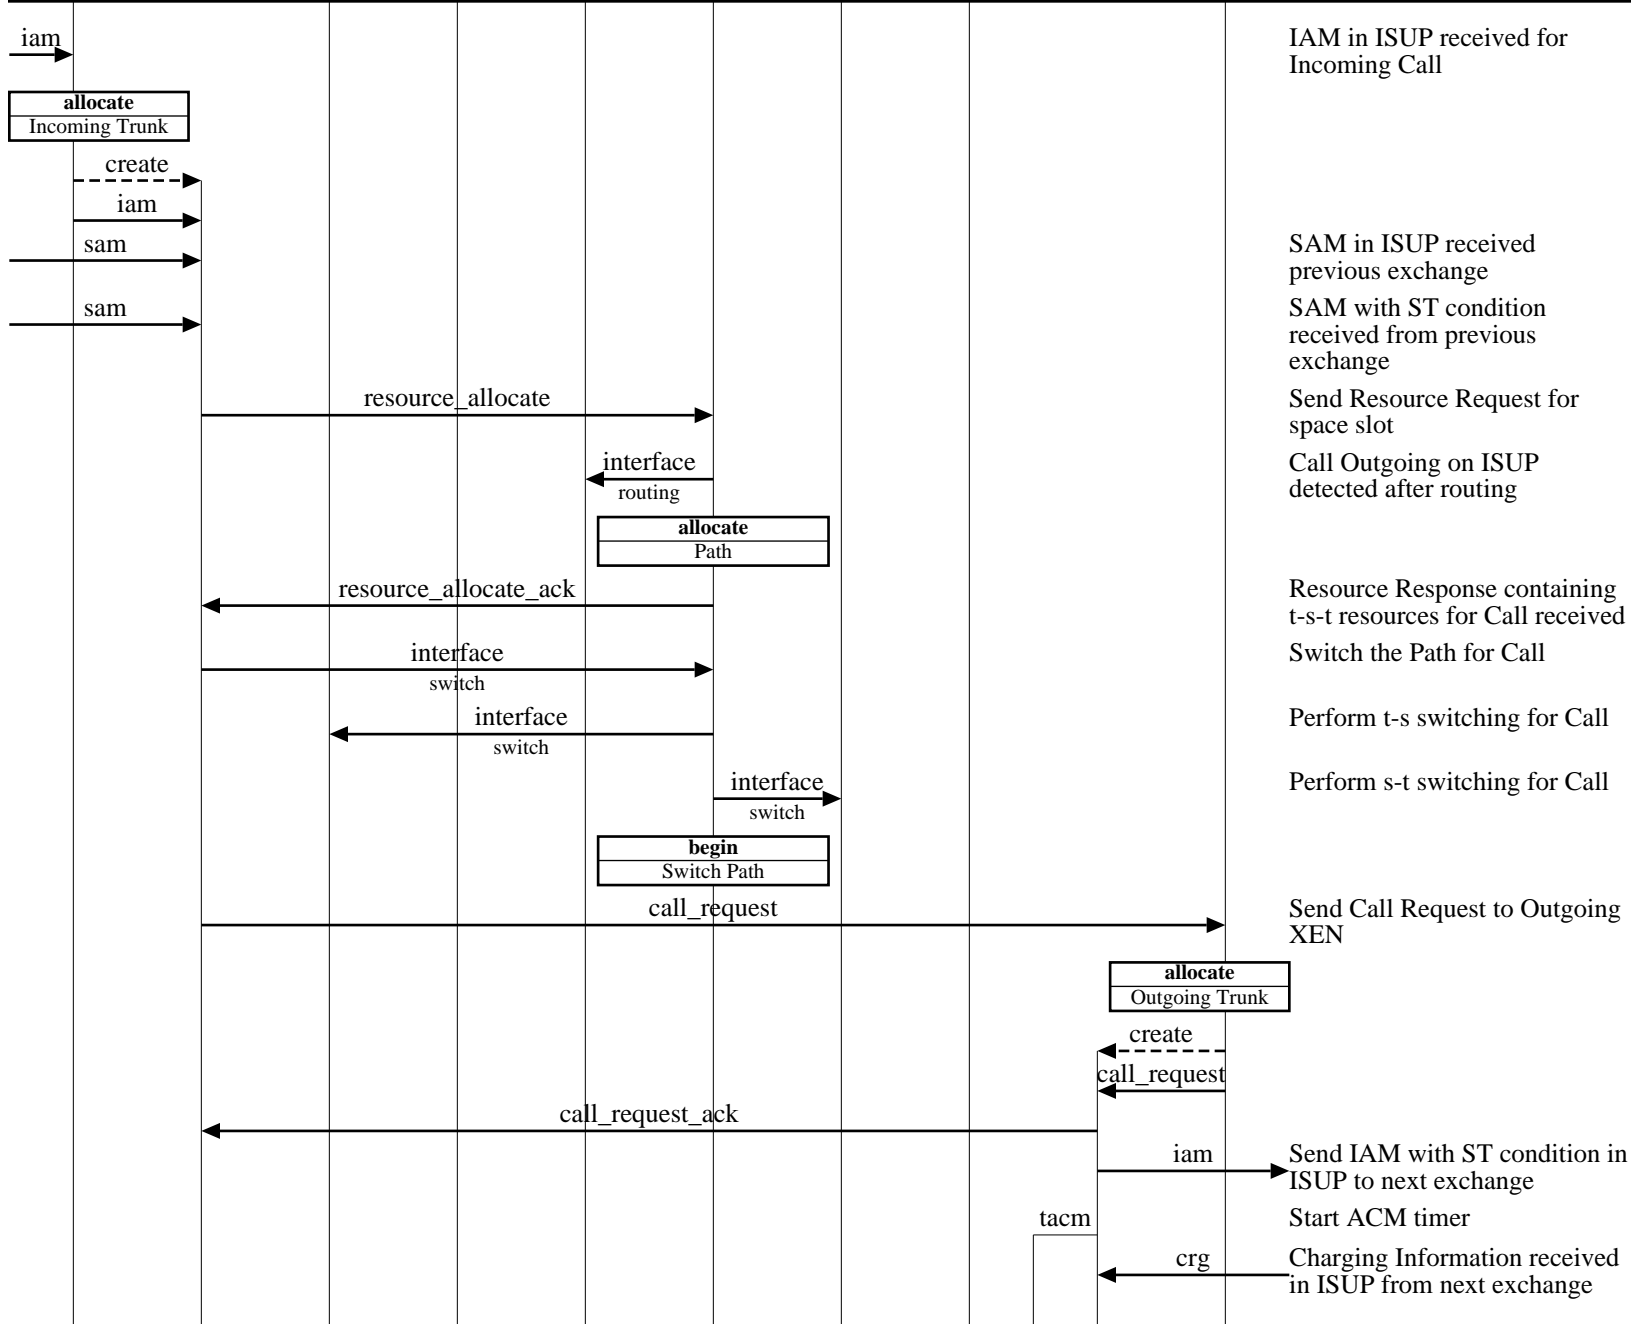 iam
IAM in ISUP received for
Incoming Call
allocate
Incoming Trunk
create
iam
sam
SAM in ISUP received
previous exchange
sam
SAM with ST condition
received from previous
exchange
resource_allocate
Send Resource Request for
space slot
interface
routing
Call Outgoing on ISUP
detected after routing
allocate
Path
resource_allocate_ack
Resource Response containing
t-s-t resources for Call received
interface
switch
Switch the Path for Call
interface
switch
Perform t-s switching for Call
interface
switch
Perform s-t switching for Call
begin
Switch Path
call_request
Send Call Request to Outgoing
XEN
allocate
Outgoing Trunk
create
call_request
call_request_ack
iam
Send IAM with ST condition in
ISUP to next exchange
tacm
Start ACM timer
crg
Charging Information received
in ISUP from next exchange